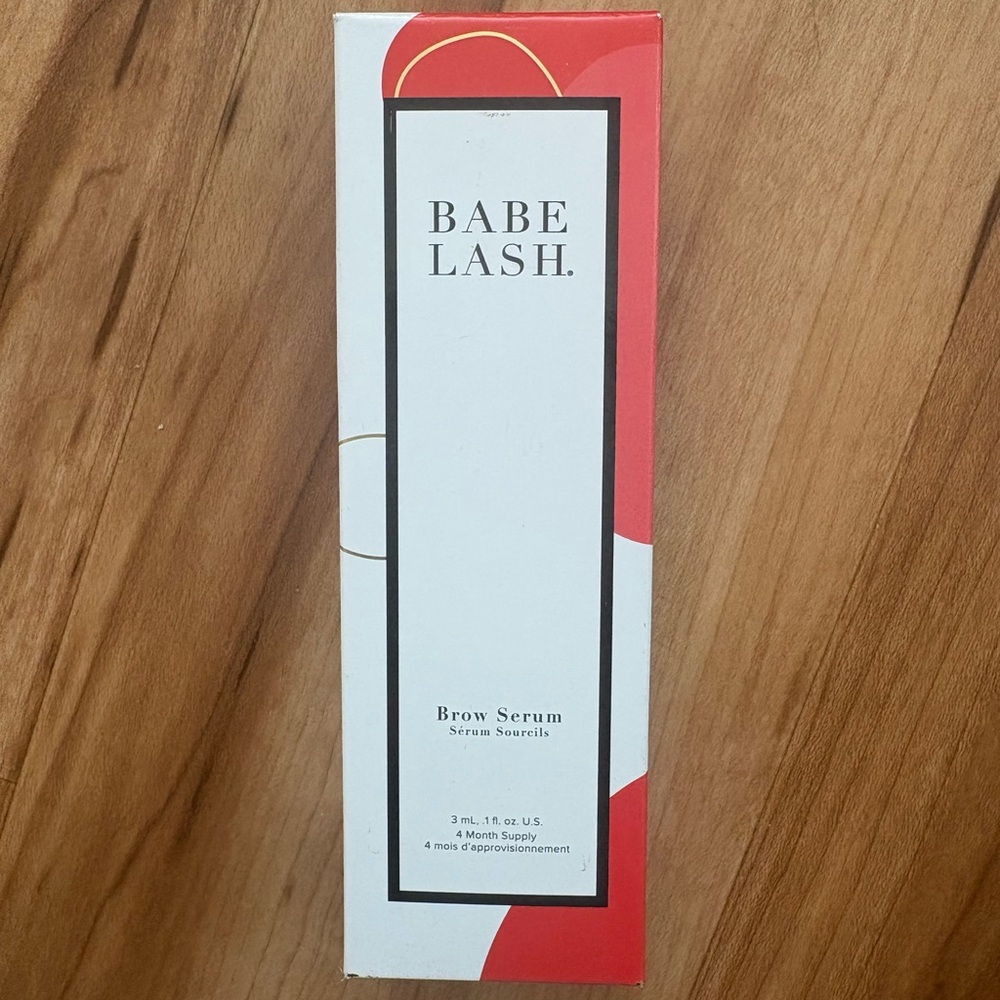 BABE
LASH.
Brow Serum
Sérum Sourcils
3 mL, .1 fl. oz. U.S.
4 Month Supply
4 mois d'approvisionnement